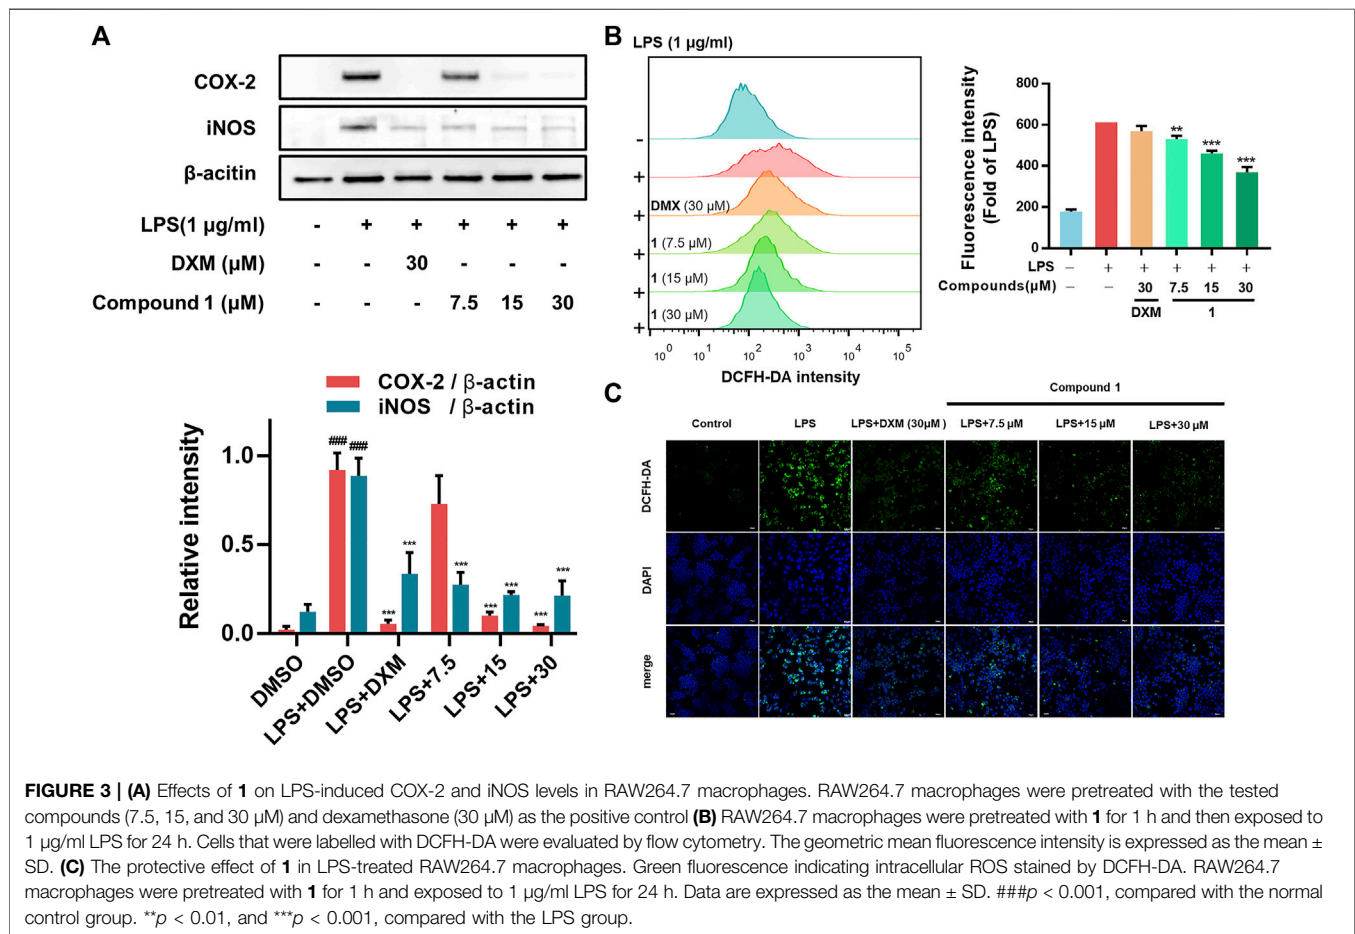 A
COX-2
iNOS
β-acitin
LPS(1 µg/ml) - + + + + +
DXM (µM) - - 30 - - -
Compound 1 (µM) - - - 7.5 15 30
COX-2 / β-actin
iNOS / β-actin
Relative intensity
1.0
0.5
0.0
### ###
*** *** *** *** *** *** ***
DMSO
LPS+DMSO
LPS+DXM
LPS+7.5
LPS+15
LPS+30
B
LPS (1 µg/ml)
-
+
DMX (30 µM)
+
1 (7.5 µM)
+
1 (15 µM)
+
1 (30 µM)
+
10^0 10^1 10^2 10^3 10^4 10^5
DCFH-DA intensity
Fluorescence intensity
(Fold of LPS)
800
600
400
200
0
** *** ***
LPS – + + + + +
Compounds(µM) – – 30 7.5 15 30
DXM 1
C
Compound 1
Control LPS LPS+DXM (30µM ) LPS+7.5 µM LPS+15 µM LPS+30 µM
DCFH-DA
DAPI
merge
FIGURE 3 | (A) Effects of 1 on LPS-induced COX-2 and iNOS levels in RAW264.7 macrophages. RAW264.7 macrophages were pretreated with the tested
compounds (7.5, 15, and 30 µM) and dexamethasone (30 µM) as the positive control (B) RAW264.7 macrophages were pretreated with 1 for 1 h and then exposed to
1 µg/ml LPS for 24 h. Cells that were labelled with DCFH-DA were evaluated by flow cytometry. The geometric mean fluorescence intensity is expressed as the mean ±
SD. (C) The protective effect of 1 in LPS-treated RAW264.7 macrophages. Green fluorescence indicating intracellular ROS stained by DCFH-DA. RAW264.7
macrophages were pretreated with 1 for 1 h and exposed to 1 µg/ml LPS for 24 h. Data are expressed as the mean ± SD. ###p < 0.001, compared with the normal
control group. **p < 0.01, and ***p < 0.001, compared with the LPS group.